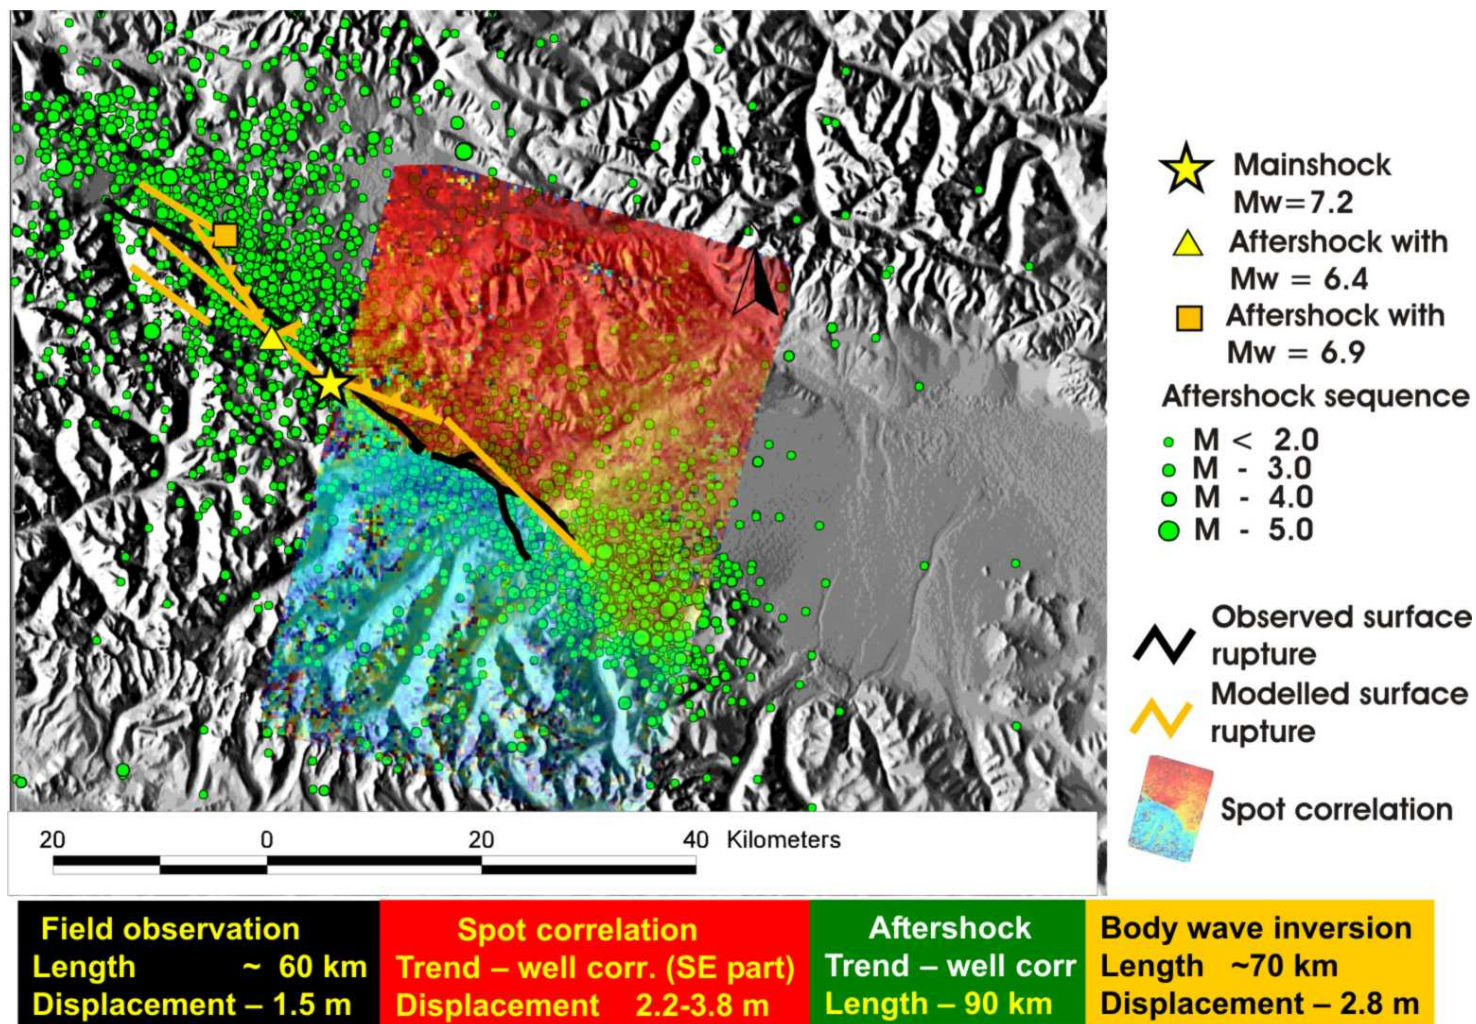 Mainshock
Mw=7.2
Aftershock with
Mw = 6.4
Aftershock with
Mw = 6.9
Aftershock sequence
M < 2.0
M - 3.0
M - 4.0
M - 5.0
Observed surface
rupture
Modelled surface
rupture
Spot correlation
20 0 20 40 Kilometers
Field observation
Length ~ 60 km
Displacement – 1.5 m
Spot correlation
Trend – well corr. (SE part)
Displacement 2.2-3.8 m
Aftershock
Trend – well corr
Length – 90 km
Body wave inversion
Length ~70 km
Displacement – 2.8 m